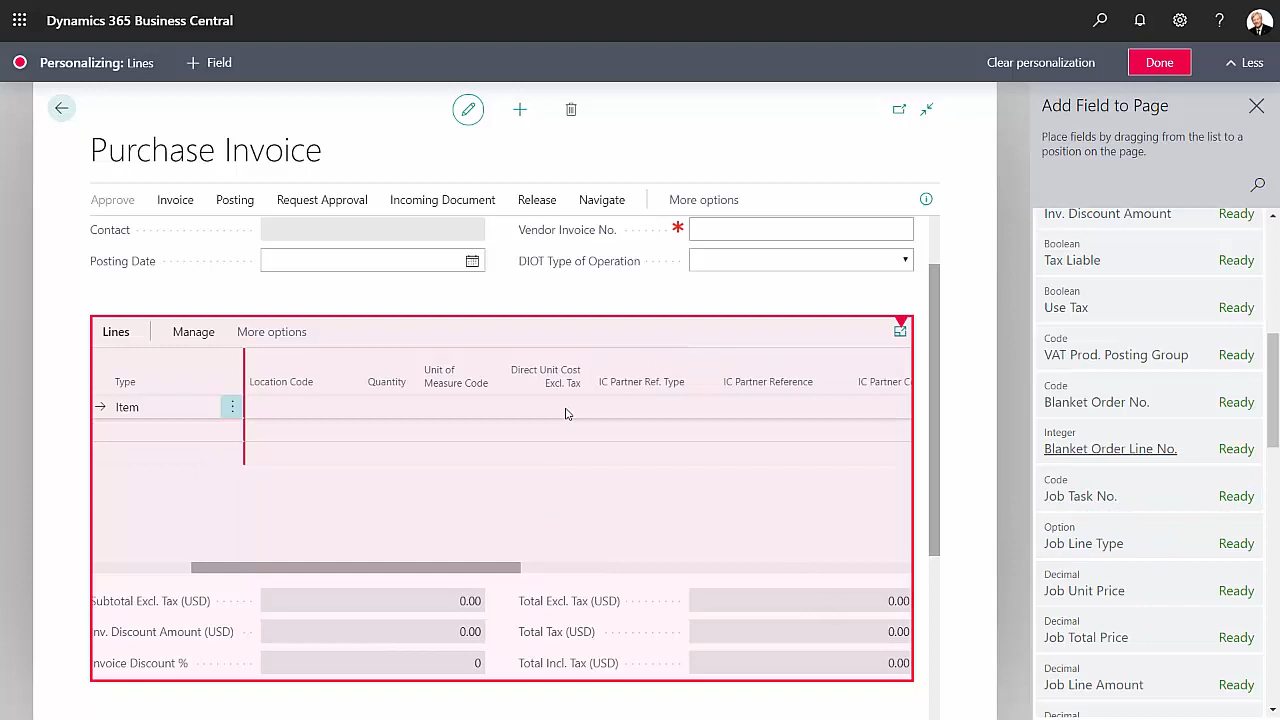 Dynamics 365 Business Central
?
Personalizing: Lines
+ Field
Clear personalization
Done
Less
Purchase Invoice
Approve
Invoice
Posting
Request Approval
Incoming Document
Release
Navigate
More options
Contact
Vendor Invoice No.
*
Posting Date
DIOT Type of Operation
Lines
Manage
More options
Type
Location Code
Quantity
Unit of
Measure Code
Direct Unit Cost
Excl. Tax
IC Partner Ref. Type
IC Partner Reference
IC Partner C
Item
Subtotal Excl. Tax (USD)
0.00
Total Excl. Tax (USD)
0.00
Inv. Discount Amount (USD)
0.00
Total Tax (USD)
0.00
Invoice Discount %
0
Total Incl. Tax (USD)
0.00
Add Field to Page
Place fields by dragging from the list to a
position on the page.
Inv. Discount Amount
Ready
Boolean
Tax Liable
Ready
Boolean
Use Tax
Ready
Code
VAT Prod. Posting Group
Ready
Code
Blanket Order No.
Ready
Integer
Blanket Order Line No.
Ready
Code
Job Task No.
Ready
Option
Job Line Type
Ready
Decimal
Job Unit Price
Ready
Decimal
Job Total Price
Ready
Decimal
Job Line Amount
Ready
Decimal